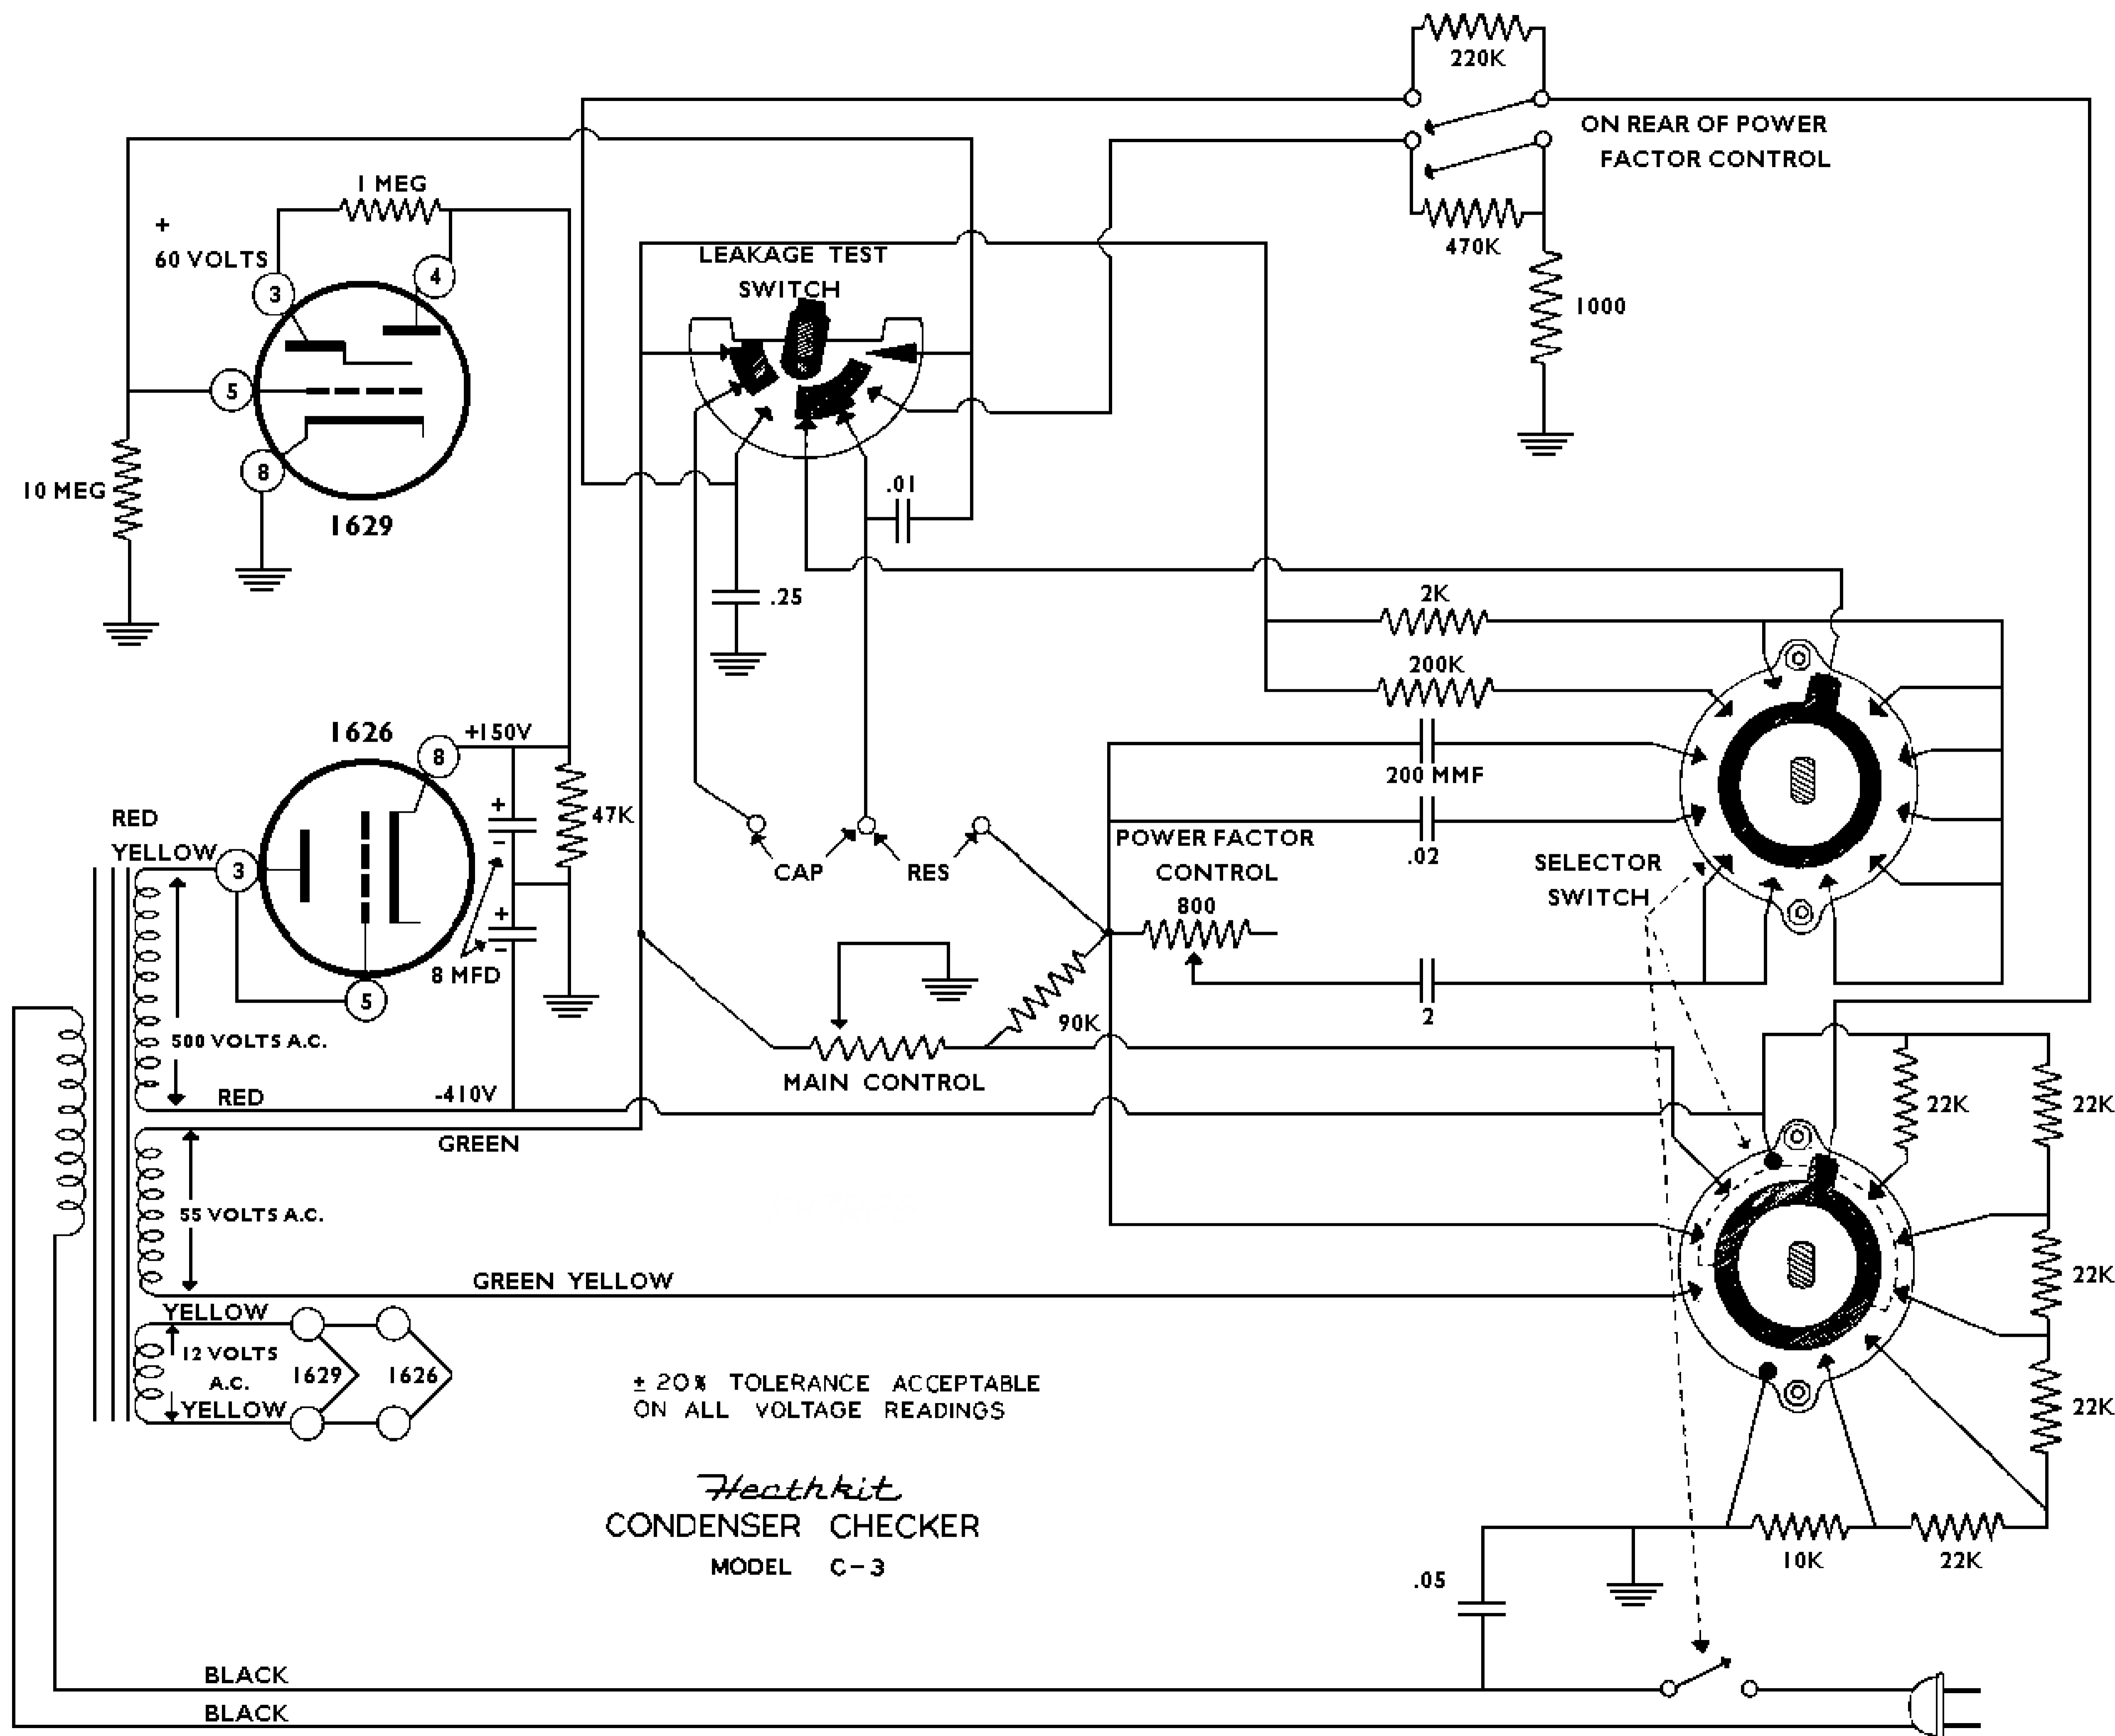 220K
ON REAR OF POWER
FACTOR CONTROL
470K
1000
1 MEG
+
60 VOLTS
3
4
5
8
10 MEG
1629
LEAKAGE TEST
SWITCH
.01
.25
2K
200K
200 MMF
.02
POWER FACTOR
CONTROL
800
SELECTOR
SWITCH
2
1626
+150V
8
+
-
47K
RED
YELLOW
3
+
-
8 MFD
5
CAP
RES
90K
MAIN CONTROL
500 VOLTS A.C.
RED
-410V
GREEN
55 VOLTS A.C.
GREEN YELLOW
YELLOW
12 VOLTS
A.C.
YELLOW
1629
1626
22K
22K
22K
22K
10K
22K
.05
± 20% TOLERANCE ACCEPTABLE
ON ALL VOLTAGE READINGS
Heathkit
CONDENSER CHECKER
MODEL C-3
BLACK
BLACK